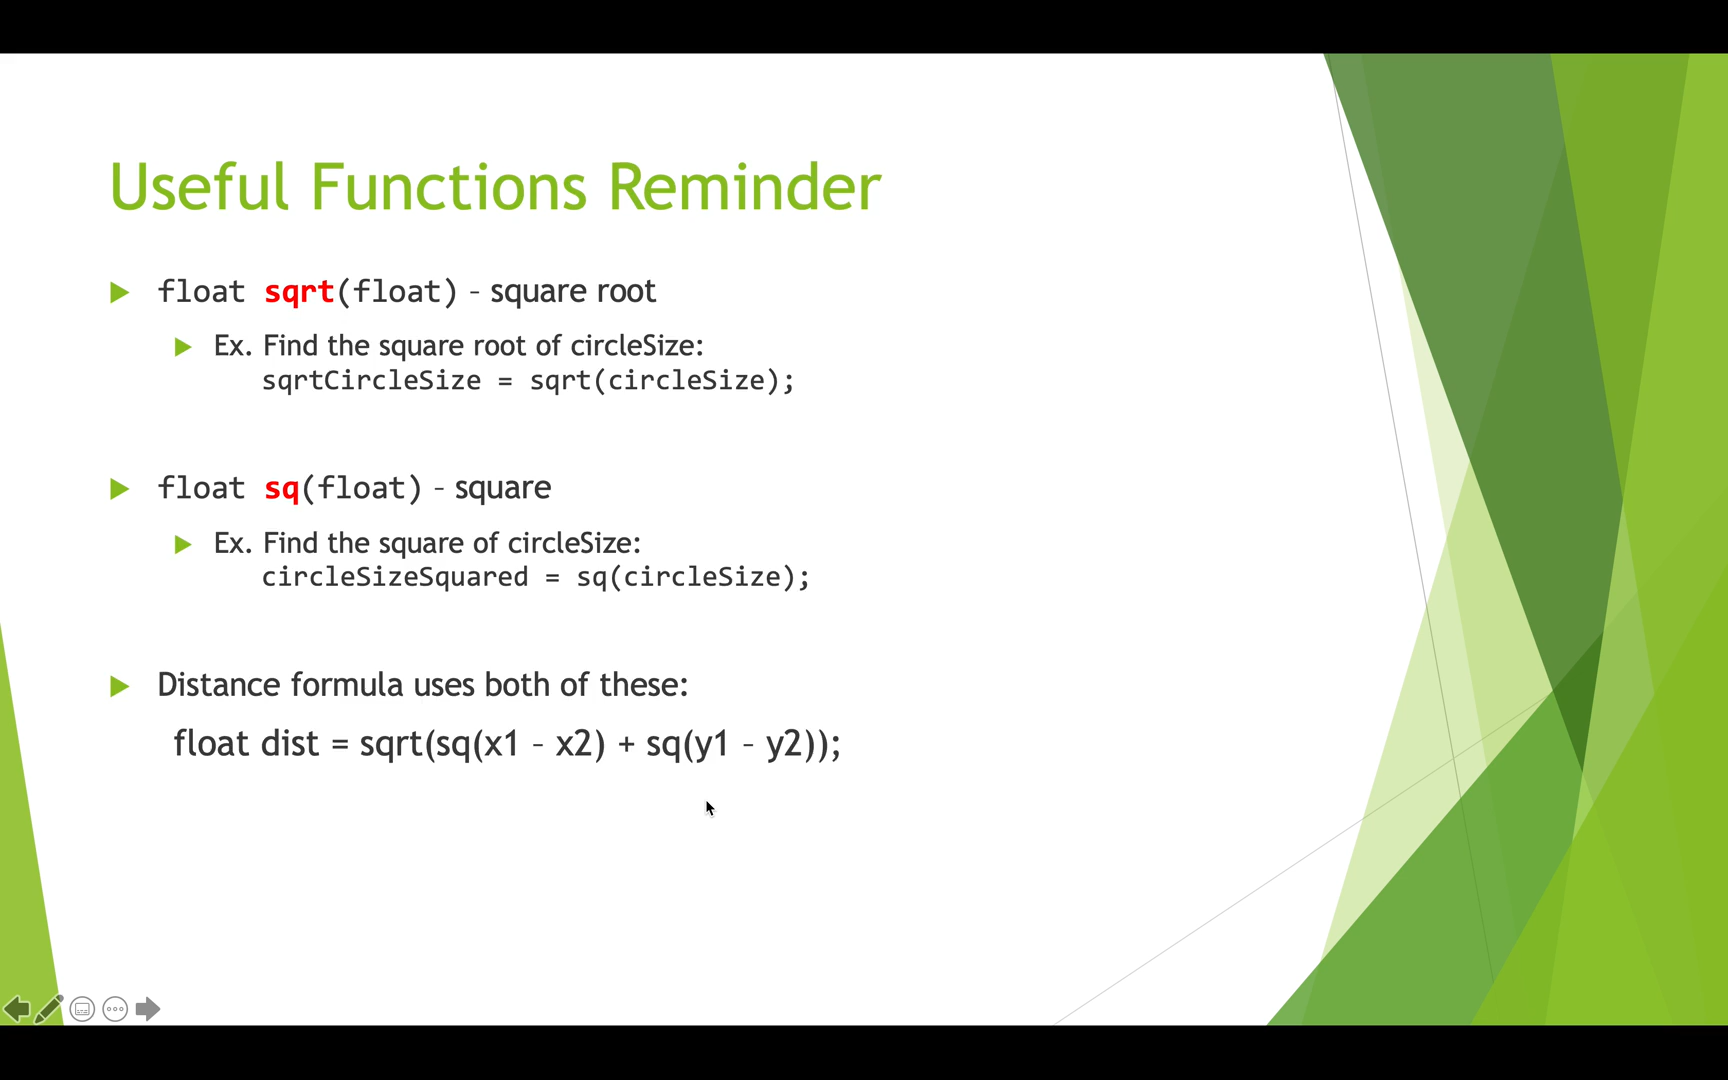 Useful Functions Reminder
float sqrt(float) – square root
Ex. Find the square root of circleSize:
sqrtCircleSize = sqrt(circleSize);
float sq(float) – square
Ex. Find the square of circleSize:
circleSizeSquared = sq(circleSize);
Distance formula uses both of these:
float dist = sqrt(sq(x1 – x2) + sq(y1 – y2));